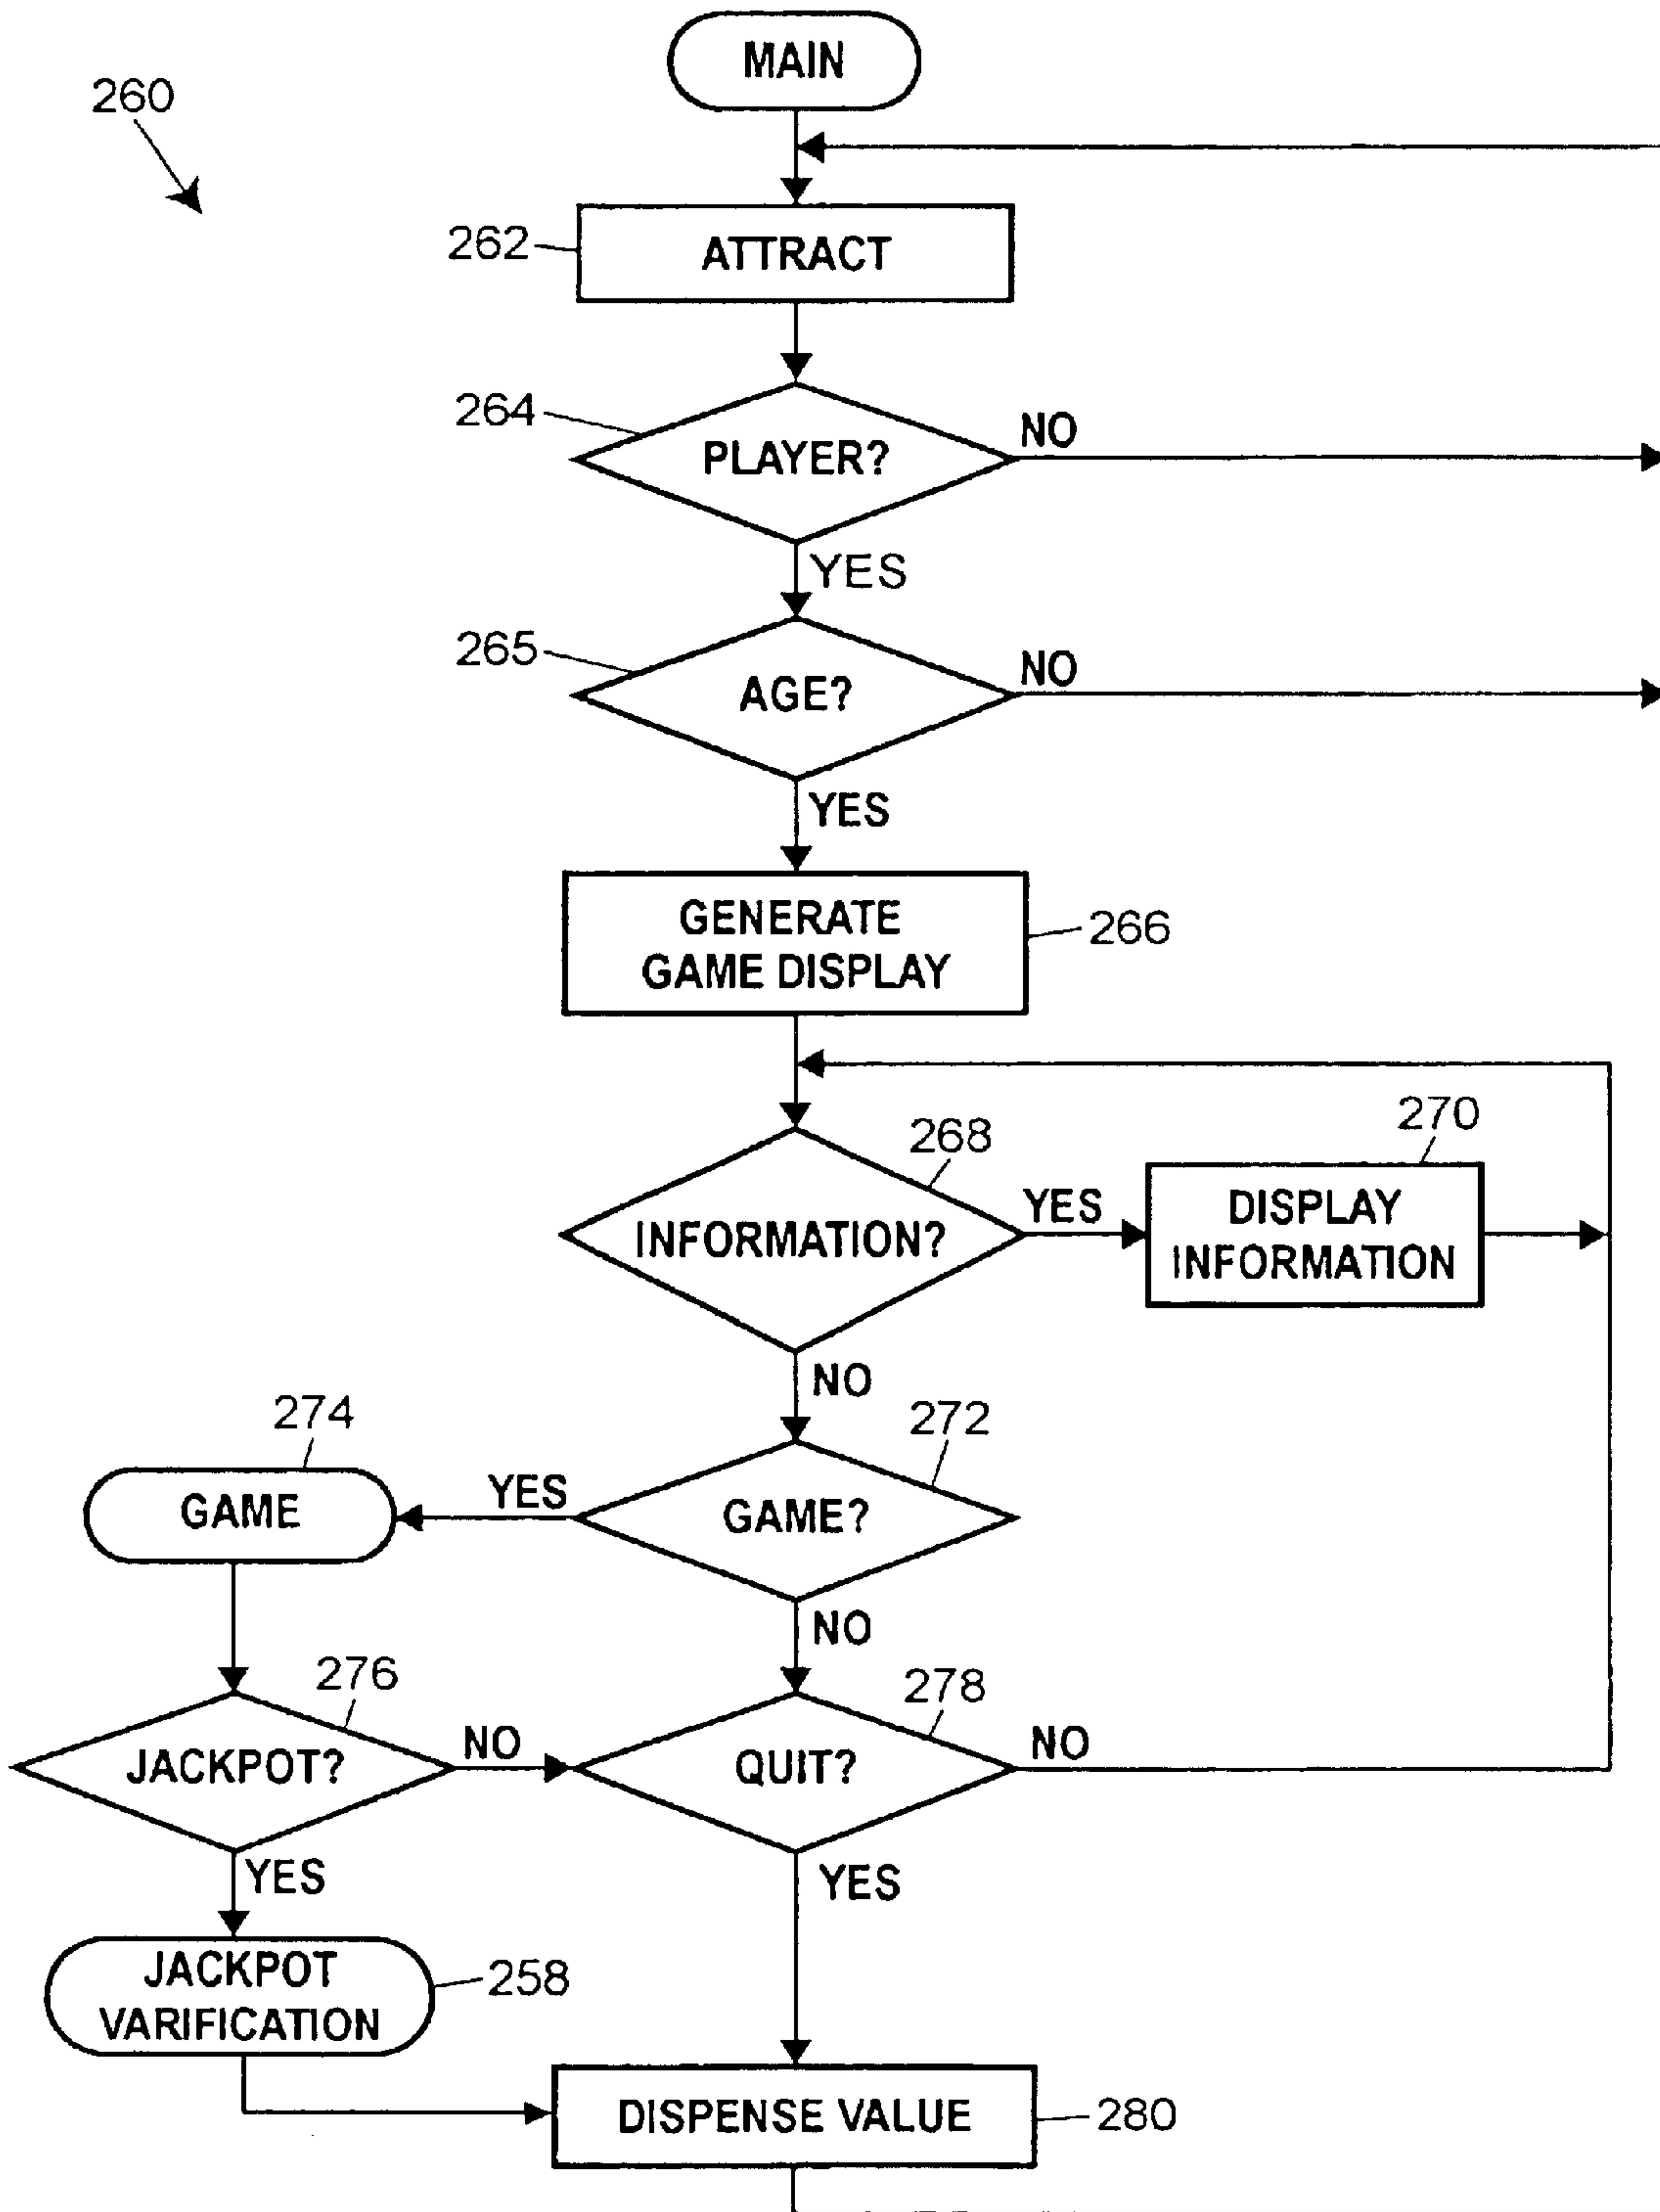 MAIN
260
262
ATTRACT
264
PLAYER?
NO
YES
265
AGE?
NO
YES
GENERATE
GAME DISPLAY
266
268
INFORMATION?
YES
270
DISPLAY
INFORMATION
NO
274
GAME
YES
272
GAME?
NO
276
JACKPOT?
NO
278
QUIT?
NO
YES
YES
JACKPOT
VARIFICATION
258
DISPENSE VALUE
280